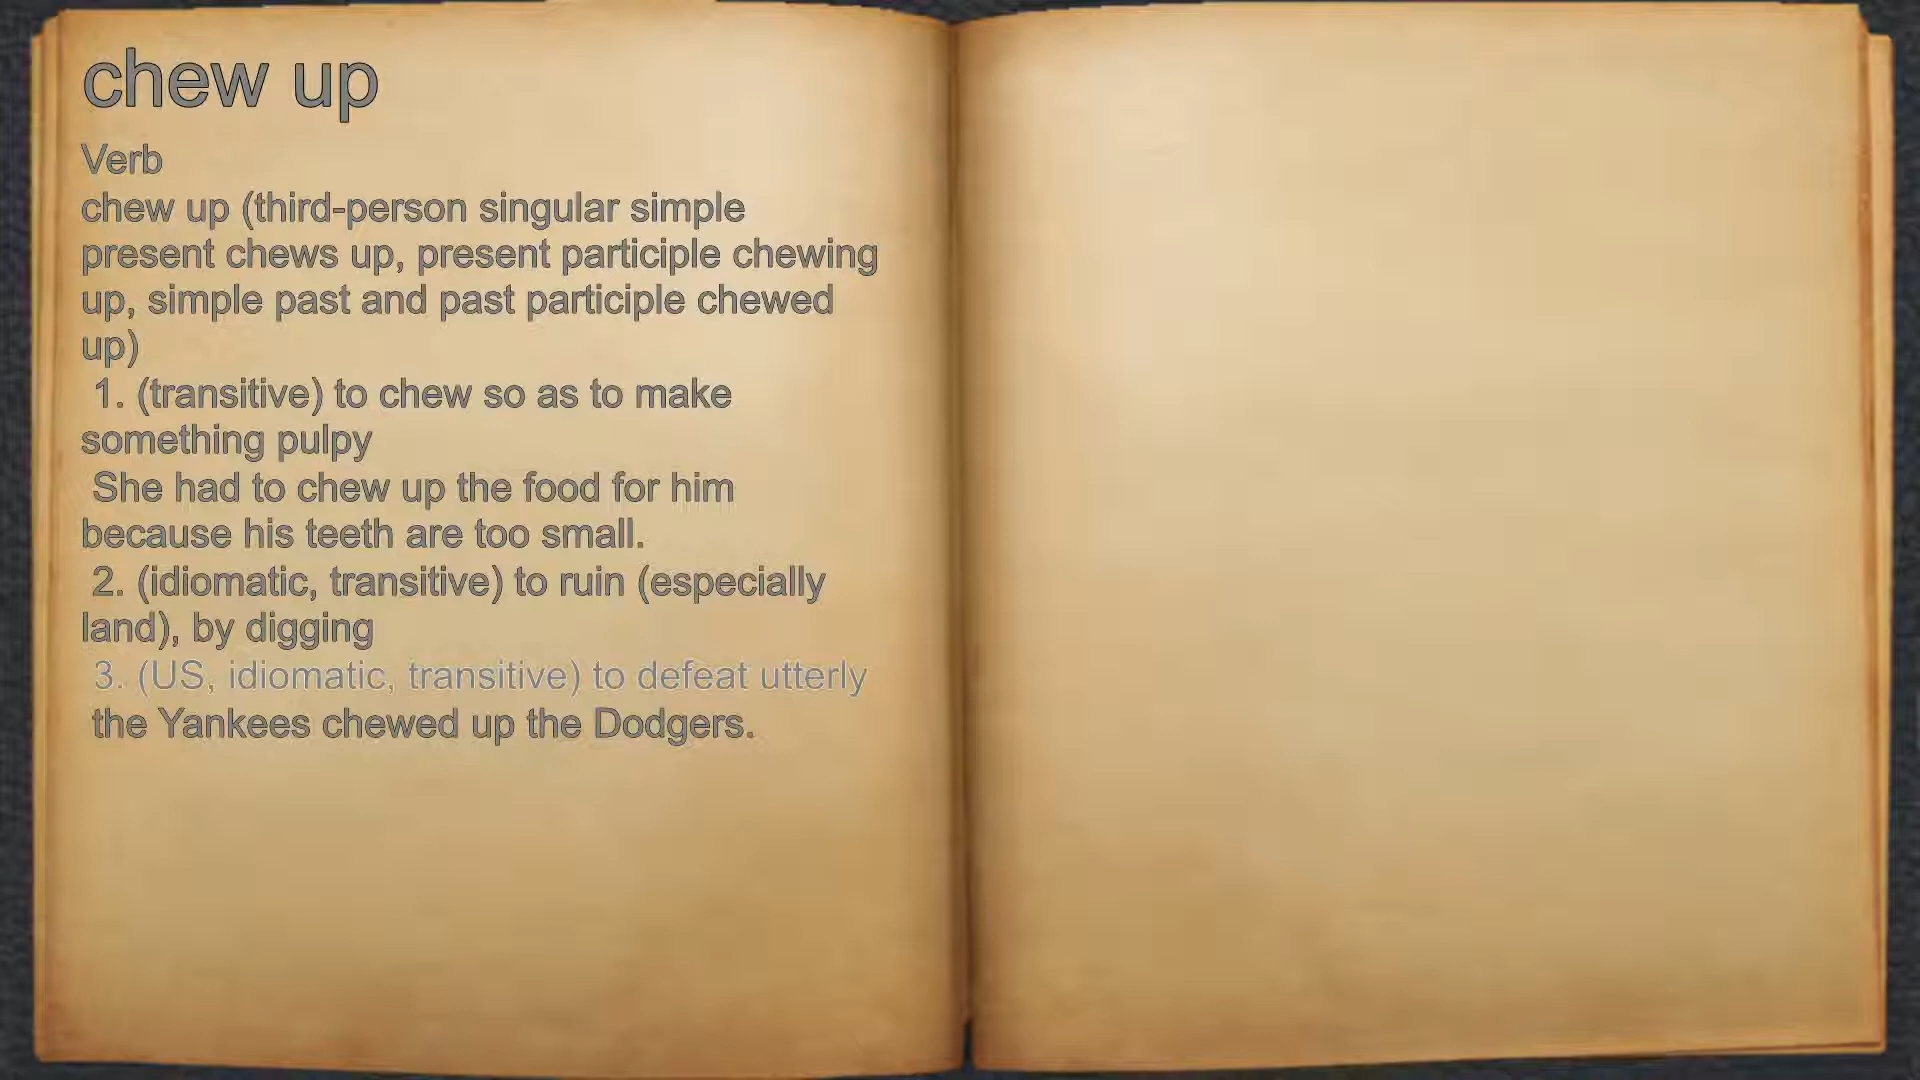 chew up
Verb
chew up (third-person singular simple
present chews up, present participle chewing
up, simple past and past participle chewed
up)
1. (transitive) to chew so as to make
something pulpy
She had to chew up the food for him
because his teeth are too small.
2. (idiomatic, transitive) to ruin (especially
land), by digging
3. (US, idiomatic, transitive) to defeat utterly
the Yankees chewed up the Dodgers.